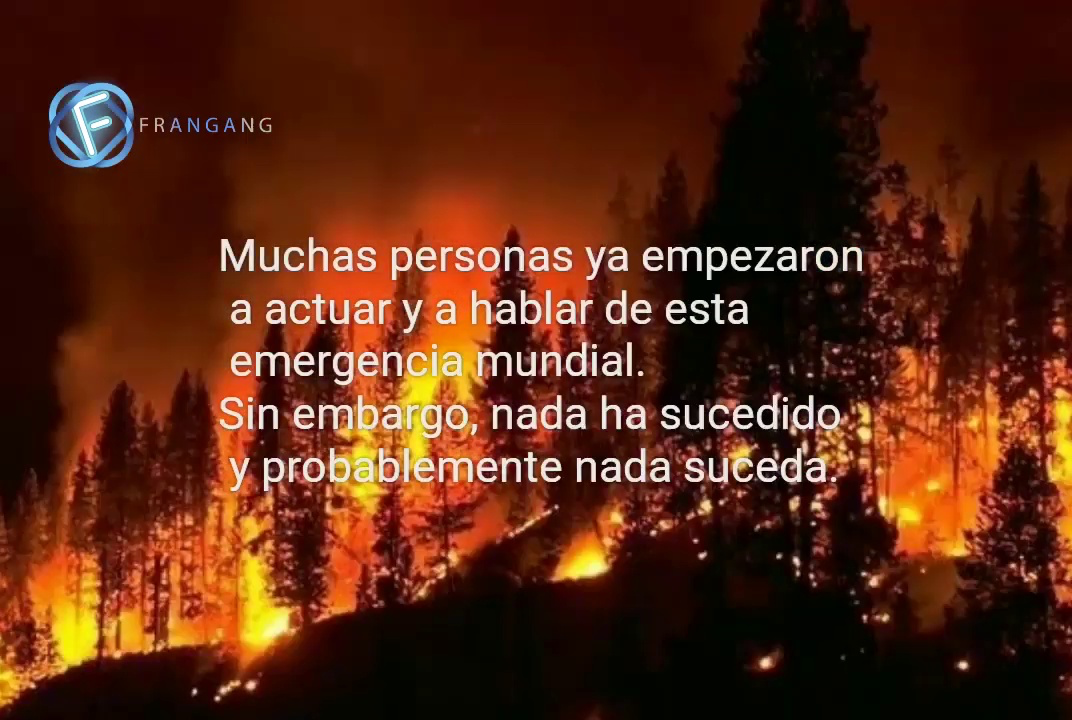 F
FRANGANG
Muchas personas ya empezaron
a actuar y a hablar de esta
emergencia mundial.
Sin embargo, nada ha sucedido
y probablemente nada suceda.